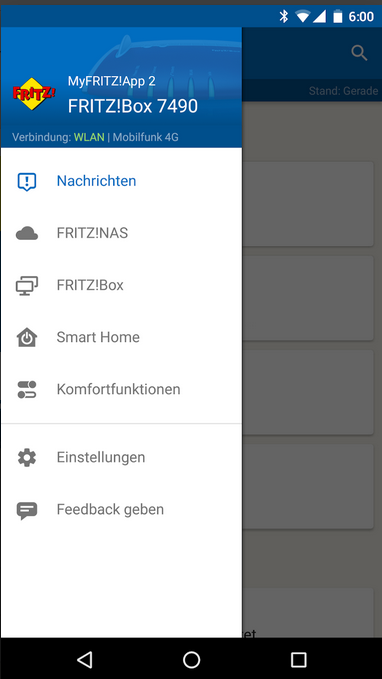 6:00
Stand: Gerade
FRITZ!
MyFRITZ!App 2
FRITZ!Box 7490
Verbindung: WLAN | Mobilfunk 4G
Nachrichten
FRITZ!NAS
FRITZ!Box
Smart Home
Komfortfunktionen
Einstellungen
Feedback geben